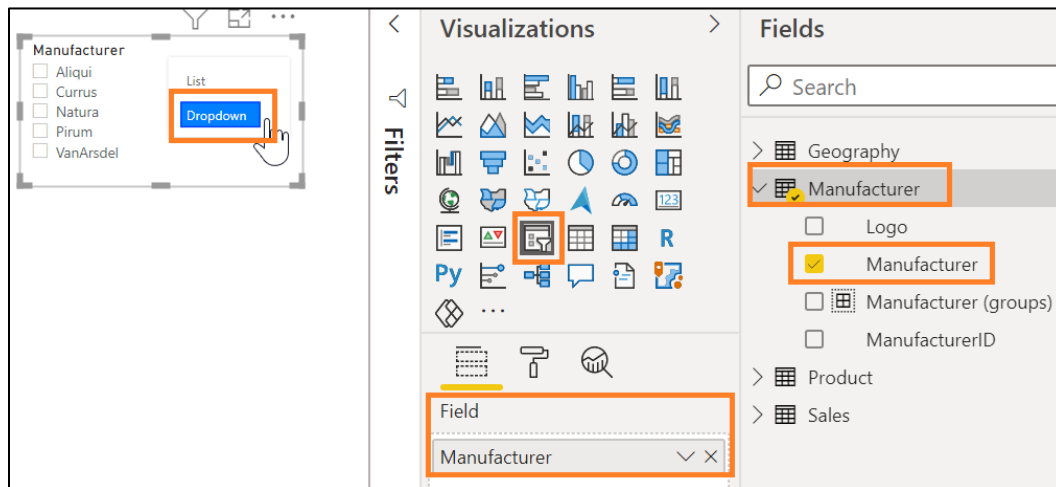 Manufacturer
Aliqui
Currus
Natura
Pirum
VanArsdel
List
Dropdown
Filters
Visualizations
123
R
Py
Field
Manufacturer
Fields
Search
Geography
Manufacturer
Logo
Manufacturer
Manufacturer (groups)
ManufacturerID
Product
Sales